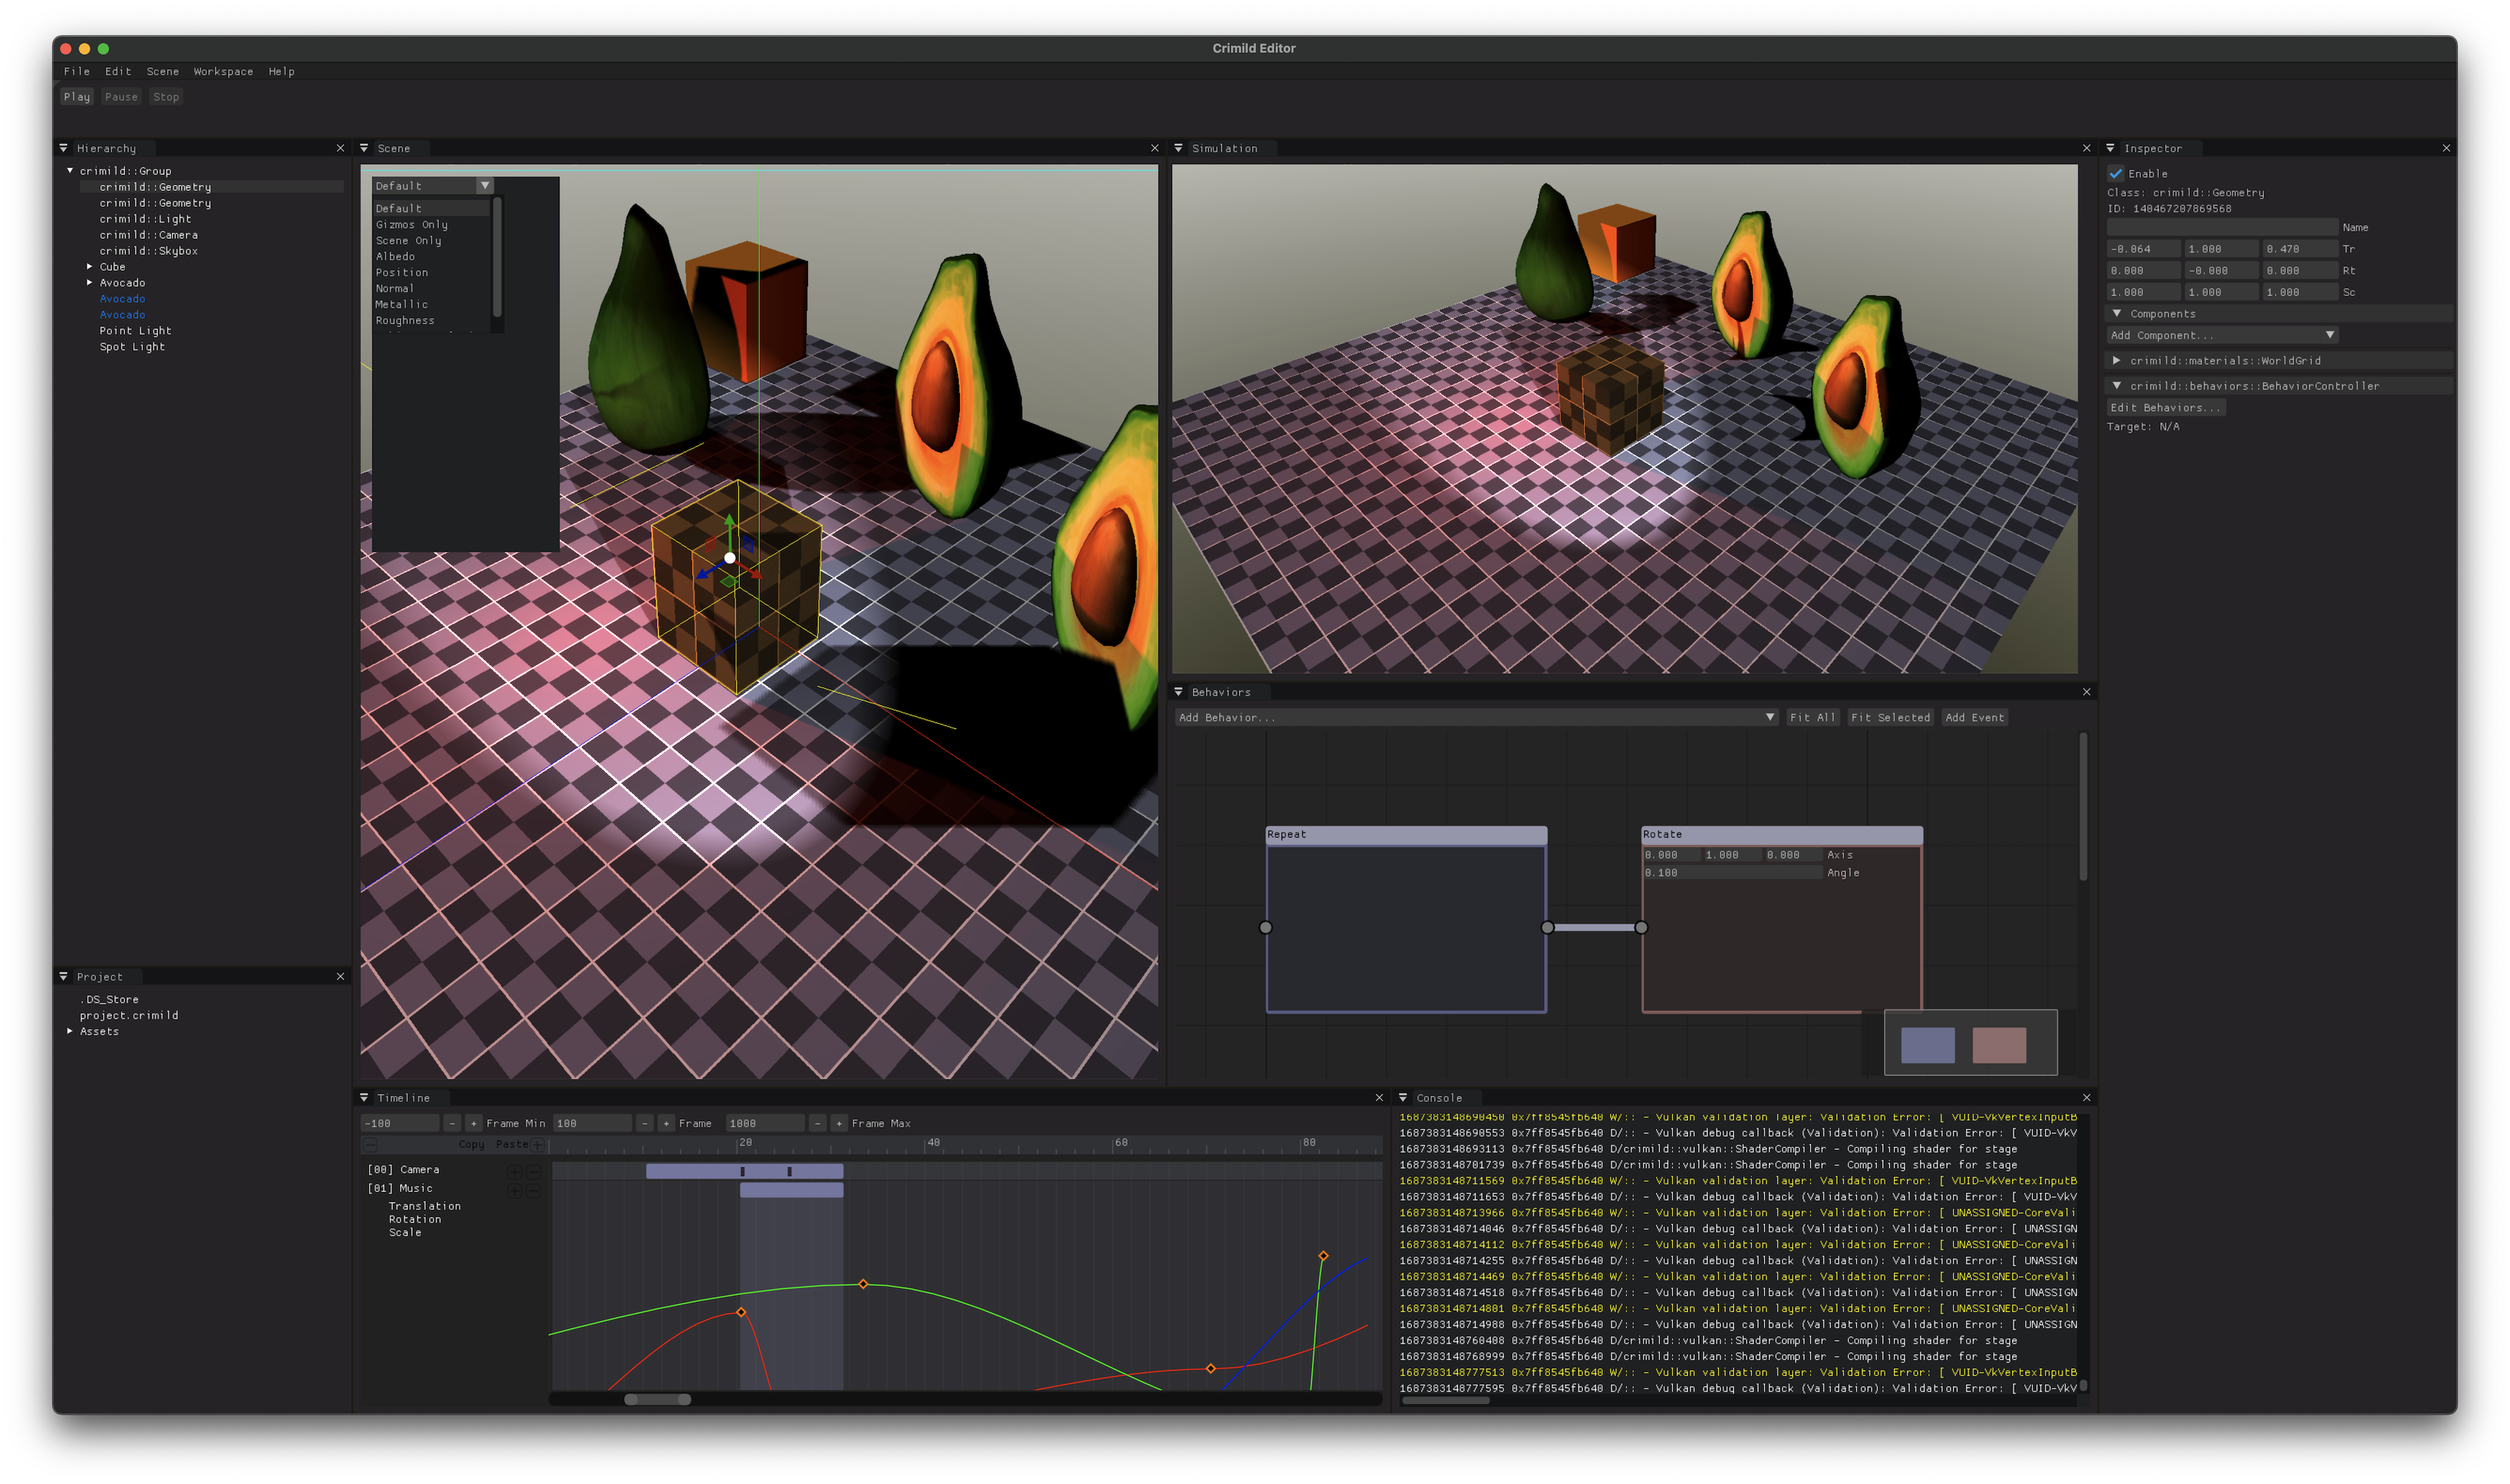 Crimild Editor
File Edit Scene Workspace Help
Play Pause Stop
Hierarchy
crimild::Group
crimild::Geometry
crimild::Geometry
crimild::Light
crimild::Camera
crimild::Skybox
Cube
Avocado
Avocado
Avocado
Point Light
Spot Light
Project
.DS_Store
project.crimild
Assets
Scene
Default
Default
Gizmos Only
Scene Only
Albedo
Position
Normal
Metallic
Roughness
Simulation
Behaviors
Add Behavior... Fit All Fit Selected Add Event
Repeat
Rotate
0.000 1.000 0.000 Axis
0.100 Angle
Inspector
Enable
Class: crimild::Geometry
ID: 140467207869568
Name
-0.064 1.000 0.470 Tr
0.000 -0.000 0.000 Rt
1.000 1.000 1.000 Sc
Components
Add Component...
crimild::materials::WorldGrid
crimild::behaviors::BehaviorController
Edit Behaviors...
Target: N/A
Timeline
-100 - + Frame Min 100 - + Frame 1000 - + Frame Max
Copy Paste
20 40 60 80
[00] Camera
[01] Music
Translation
Rotation
Scale
Console
1687383148690450 0x7ff8545fb640 W/:: - Vulkan validation layer: Validation Error: [ VUID-VkVertexInputB
1687383148690553 0x7ff8545fb640 D/:: - Vulkan debug callback (Validation): Validation Error: [ VUID-VkV
1687383148693113 0x7ff8545fb640 D/crimild::vulkan::ShaderCompiler - Compiling shader for stage
1687383148701739 0x7ff8545fb640 D/crimild::vulkan::ShaderCompiler - Compiling shader for stage
1687383148711569 0x7ff8545fb640 W/:: - Vulkan validation layer: Validation Error: [ VUID-VkVertexInputB
1687383148711653 0x7ff8545fb640 D/:: - Vulkan debug callback (Validation): Validation Error: [ VUID-VkV
1687383148713966 0x7ff8545fb640 W/:: - Vulkan validation layer: Validation Error: [ UNASSIGNED-CoreVali
1687383148714046 0x7ff8545fb640 D/:: - Vulkan debug callback (Validation): Validation Error: [ UNASSIGN
1687383148714112 0x7ff8545fb640 W/:: - Vulkan validation layer: Validation Error: [ UNASSIGNED-CoreVali
1687383148714255 0x7ff8545fb640 D/:: - Vulkan debug callback (Validation): Validation Error: [ UNASSIGN
1687383148714469 0x7ff8545fb640 W/:: - Vulkan validation layer: Validation Error: [ UNASSIGNED-CoreVali
1687383148714518 0x7ff8545fb640 D/:: - Vulkan debug callback (Validation): Validation Error: [ UNASSIGN
1687383148714801 0x7ff8545fb640 W/:: - Vulkan validation layer: Validation Error: [ UNASSIGNED-CoreVali
1687383148714988 0x7ff8545fb640 D/:: - Vulkan debug callback (Validation): Validation Error: [ UNASSIGN
1687383148760408 0x7ff8545fb640 D/crimild::vulkan::ShaderCompiler - Compiling shader for stage
1687383148768999 0x7ff8545fb640 D/crimild::vulkan::ShaderCompiler - Compiling shader for stage
1687383148777513 0x7ff8545fb640 W/:: - Vulkan validation layer: Validation Error: [ VUID-VkVertexInputB
1687383148777595 0x7ff8545fb640 D/:: - Vulkan debug callback (Validation): Validation Error: [ VUID-VkV